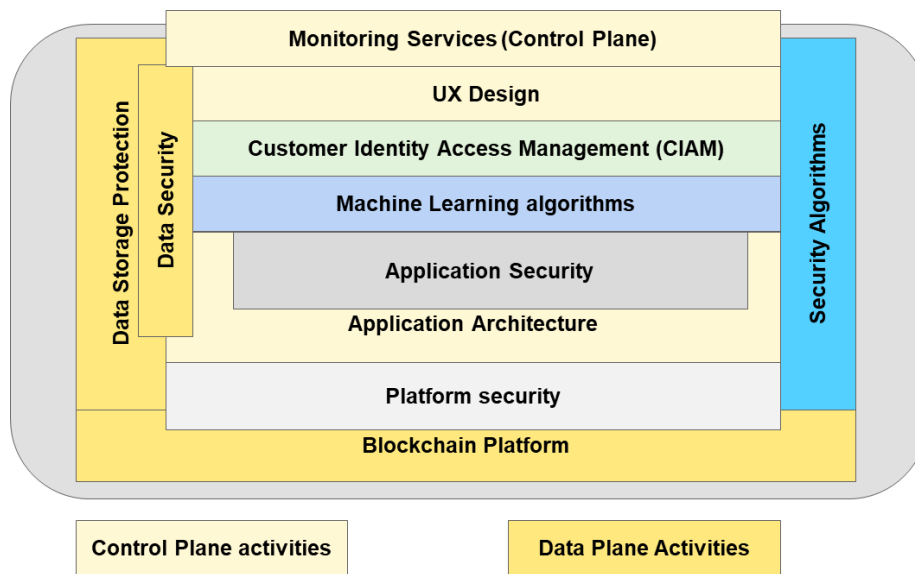 Monitoring Services (Control Plane)
UX Design
Customer Identity Access Management (CIAM)
Machine Learning algorithms
Application Security
Application Architecture
Platform security
Blockchain Platform
Data Storage Protection
Data Security
Security Algorithms
Control Plane activities
Data Plane Activities